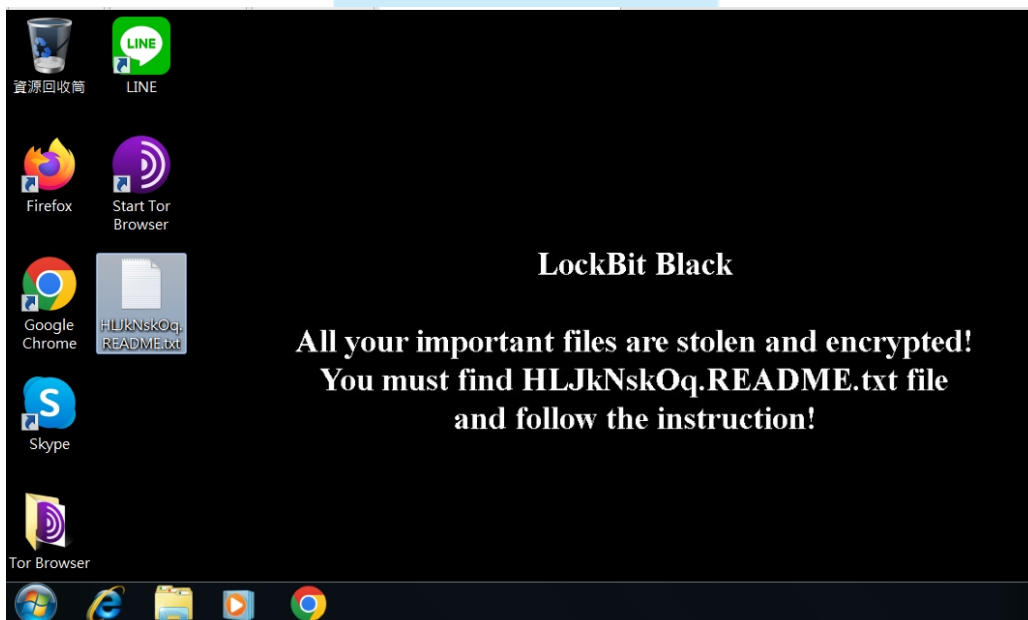 資源回收筒
LINE
LINE
Firefox
Start Tor
Browser
Google
Chrome
HLJkNskOq.
README.txt
Skype
Tor Browser
LockBit Black
All your important files are stolen and encrypted!
You must find HLJkNskOq.README.txt file
and follow the instruction!